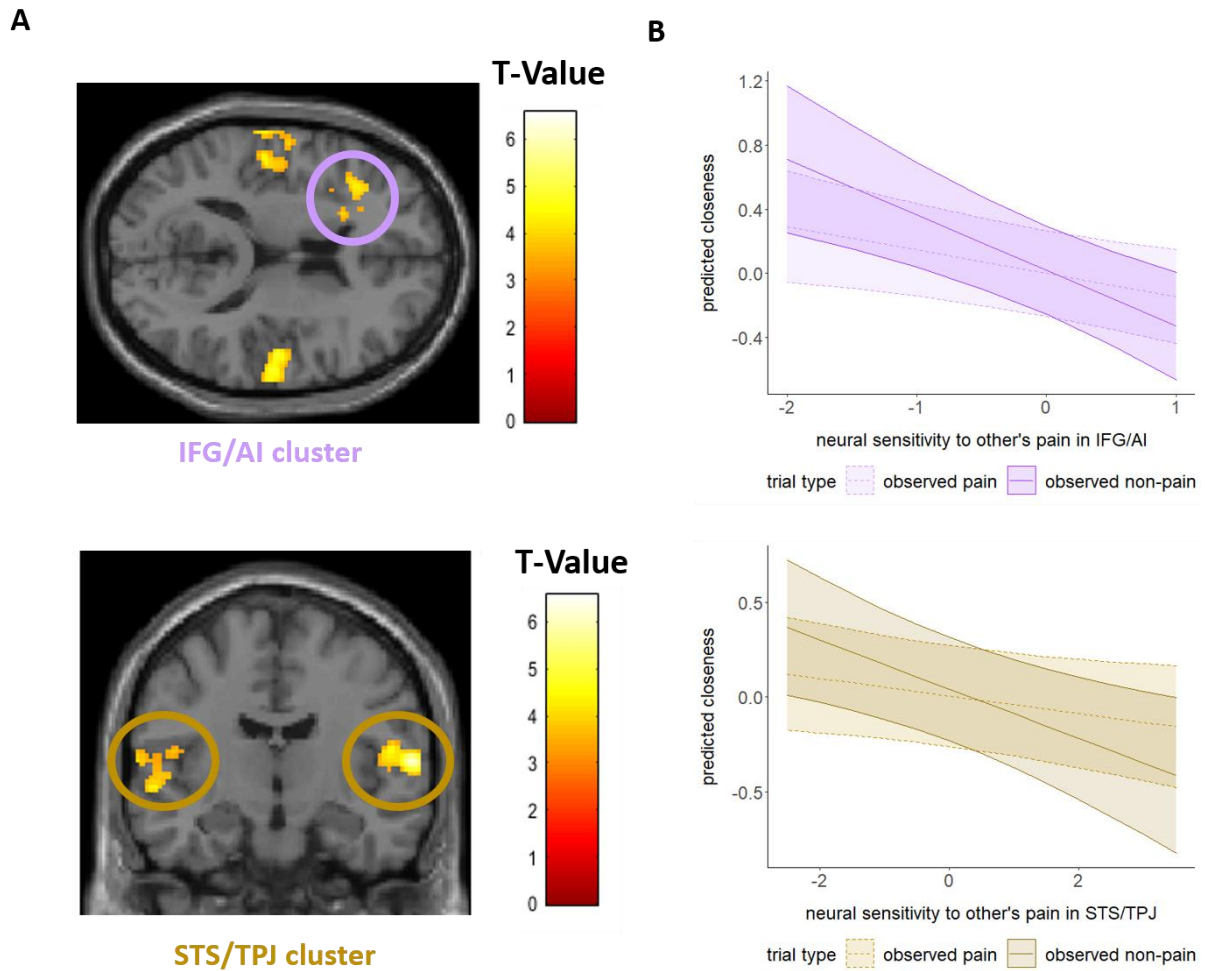 A
T-Value
6
5
4
3
2
1
0
IFG/AI cluster
T-Value
6
5
4
3
2
1
0
STS/TPJ cluster
B
predicted closeness
1.2
0.8
0.4
0.0
-0.4
-2 -1 0 1
neural sensitivity to other's pain in IFG/AI
trial type observed pain observed non-pain
predicted closeness
0.5
0.0
-0.5
-2 0 2
neural sensitivity to other's pain in STS/TPJ
trial type observed pain observed non-pain